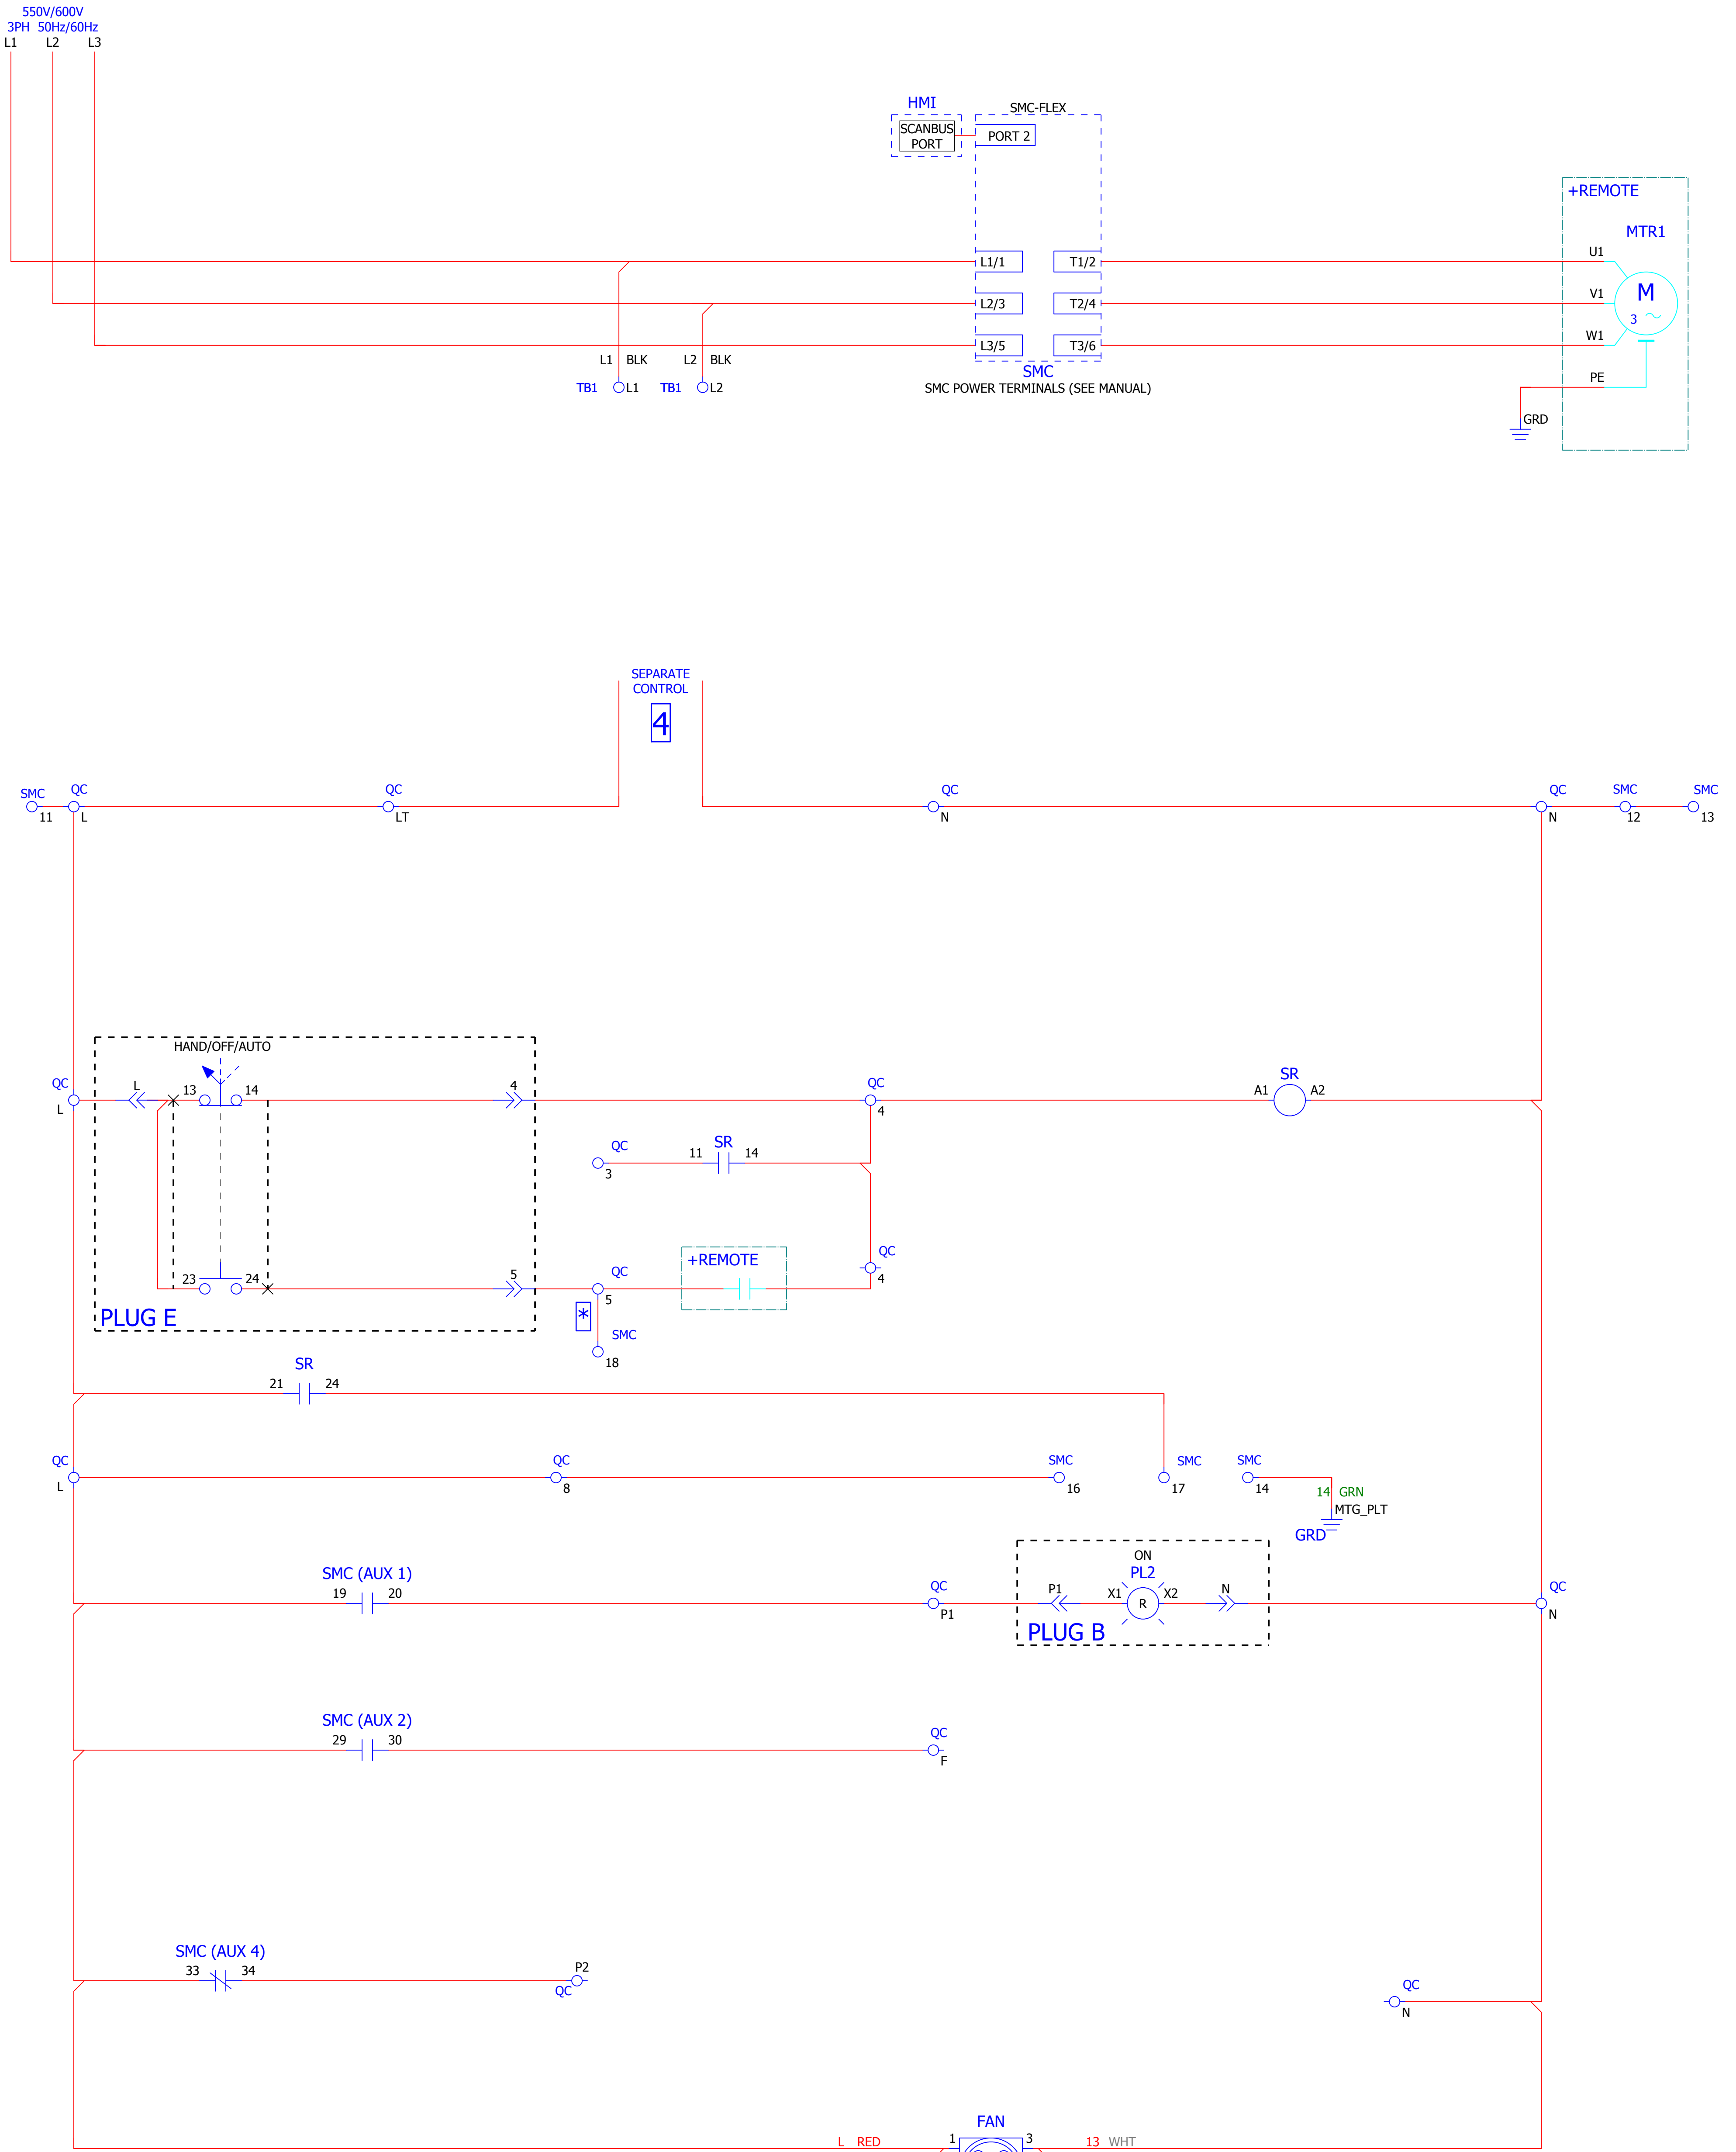 550V/600V
3PH 50Hz/60Hz
L1 L2 L3
HMI
SMC-FLEX
SCANBUS
PORT
PORT 2
+REMOTE
MTR1
L1/1 T1/2 U1
L2/3 T2/4 V1 M
3
L3/5 T3/6 W1
L1 BLK L2 BLK
SMC
TB1 L1 TB1 L2
SMC POWER TERMINALS (SEE MANUAL)
PE
GRD
SEPARATE
CONTROL
4
SMC QC QC QC QC SMC SMC
11 L LT N N 12 13
HAND/OFF/AUTO
QC L 13 14 4 QC SR
L 4 A1 A2
QC SR
11 14
3
+REMOTE QC
4
23 24 5 QC
5
PLUG E
*
SMC
18
SR
21 24
QC QC SMC SMC SMC
L 8 16 17 14
14 GRN
MTG_PLT
GRD
SMC (AUX 1)
19 20
QC
P1
ON
PL2
P1 X1 R X2 N
PLUG B
QC
N
SMC (AUX 2)
29 30
QC
F
SMC (AUX 4)
33 34
P2
QC
QC
N
FAN
L RED 1 3 13 WHT